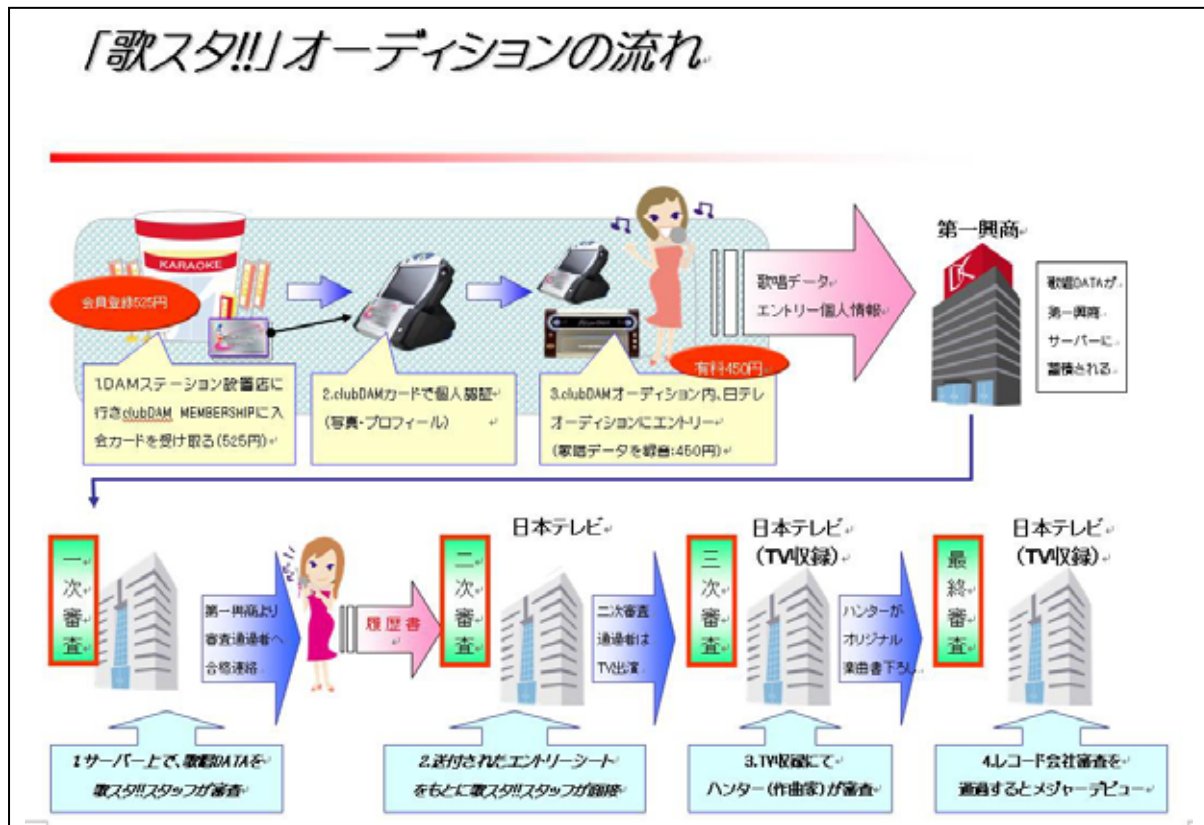 「歌スタ!!」オーディションの流れ
KARAOKE
会員登録525円
1.DAMステーション設置店に
行きclubDAM MEMBERSHIPに入
会カードを受け取る(525円)
2.clubDAMカードで個人認証
(写真・プロフィール)
有料450円
3.clubDAMオーディション内、日テレ
オーディションにエントリー
(歌唱データを録音:450円)
歌唱データ
エントリー個人情報
第一興商
歌唱DATAが
第一興商
サーバーに
蓄積される
一次審査
第一興商より
審査通過者へ
合格連絡
履歴書
日本テレビ
二次審査
二次審査
通過者は
TV出演
日本テレビ
(TV収録)
三次審査
ハンターが
オリジナル
楽曲書下ろし
日本テレビ
(TV収録)
最終審査
1.サーバー上で、歌唱DATAを
歌スタ!!スタッフが審査
2.送付されたエントリーシート
をもとに歌スタ!!スタッフが面接
3.TV収録にて
ハンター(作曲家)が審査
4.レコード会社審査を
通過するとメジャーデビュー